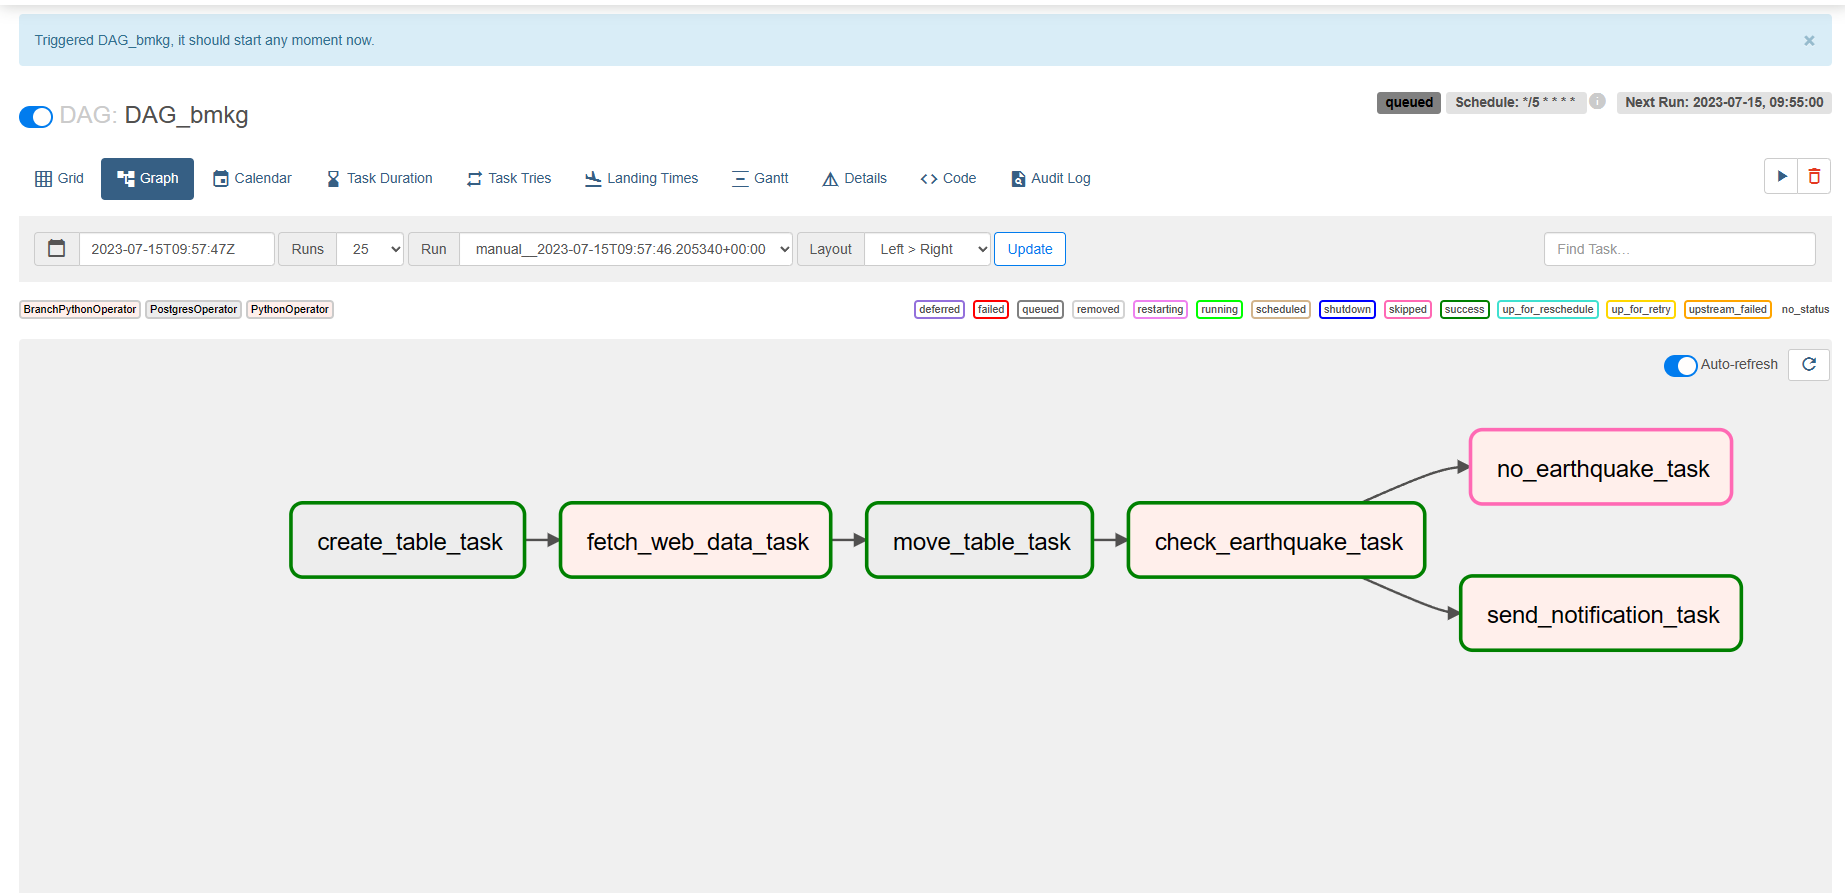 Triggered DAG_bmkg, it should start any moment now. ×
DAG: DAG_bmkg
queued Schedule: */5 * * * * Next Run: 2023-07-15, 09:55:00
Grid Graph Calendar Task Duration Task Tries Landing Times Gantt Details Code Audit Log
2023-07-15T09:57:47Z Runs 25 Run manual__2023-07-15T09:57:46.205340+00:00 Layout Left > Right Update Find Task...
BranchPythonOperator PostgresOperator PythonOperator deferred failed queued removed restarting running scheduled shutdown skipped success up_for_reschedule up_for_retry upstream_failed no_status
Auto-refresh
no_earthquake_task
create_table_task fetch_web_data_task move_table_task check_earthquake_task
send_notification_task